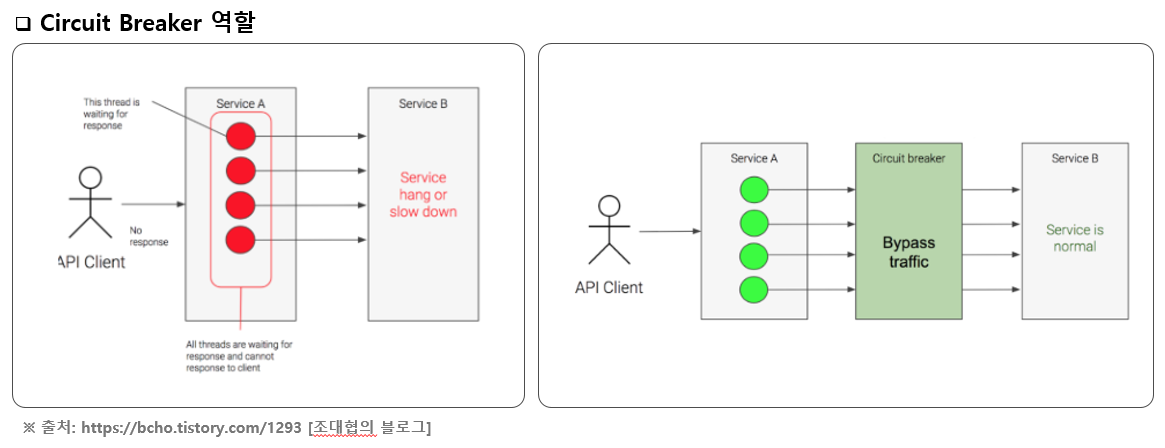 ❑ Circuit Breaker 역할
This thread is
waiting for
response
Service A
Service B
Service
hang or
slow down
No
response
API Client
All threads are waiting for
response and cannot
response to client
Service A
Circuit breaker
Service B
Bypass
traffic
Service is
normal
API Client
※ 출처: https://bcho.tistory.com/1293 [조대협의 블로그]